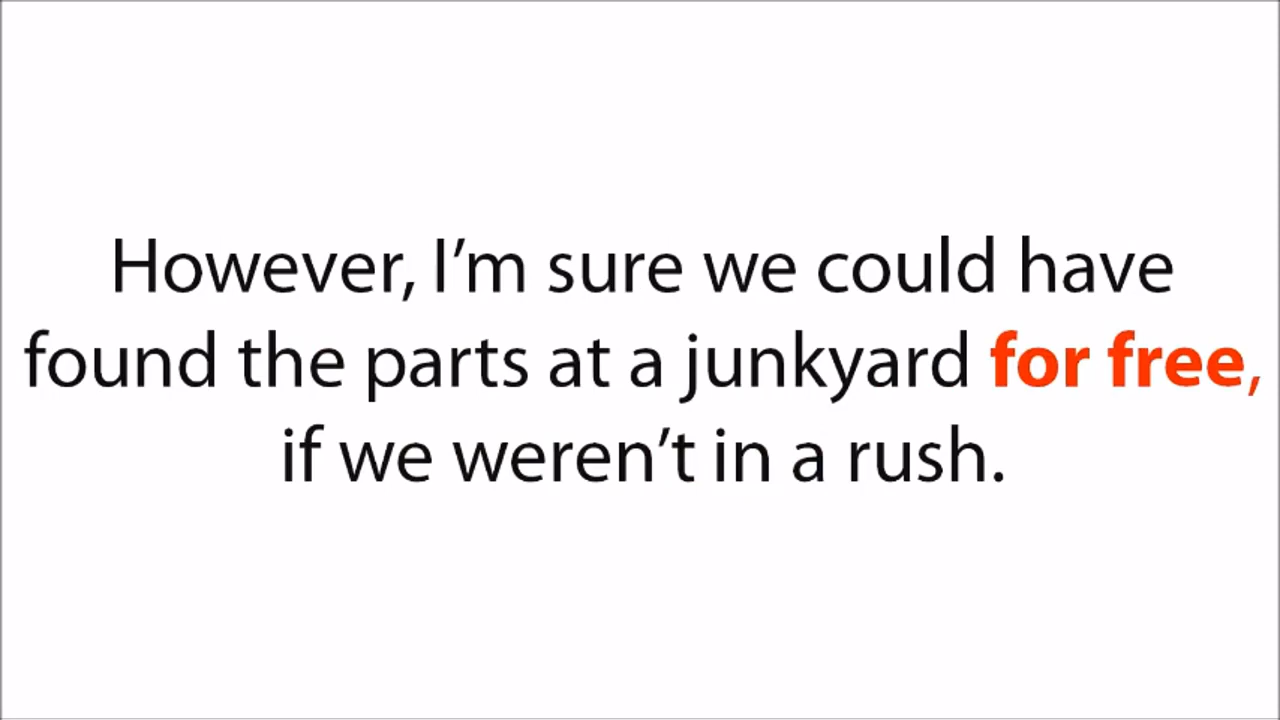 However, I’m sure we could have
found the parts at a junkyard for free,
if we weren’t in a rush.